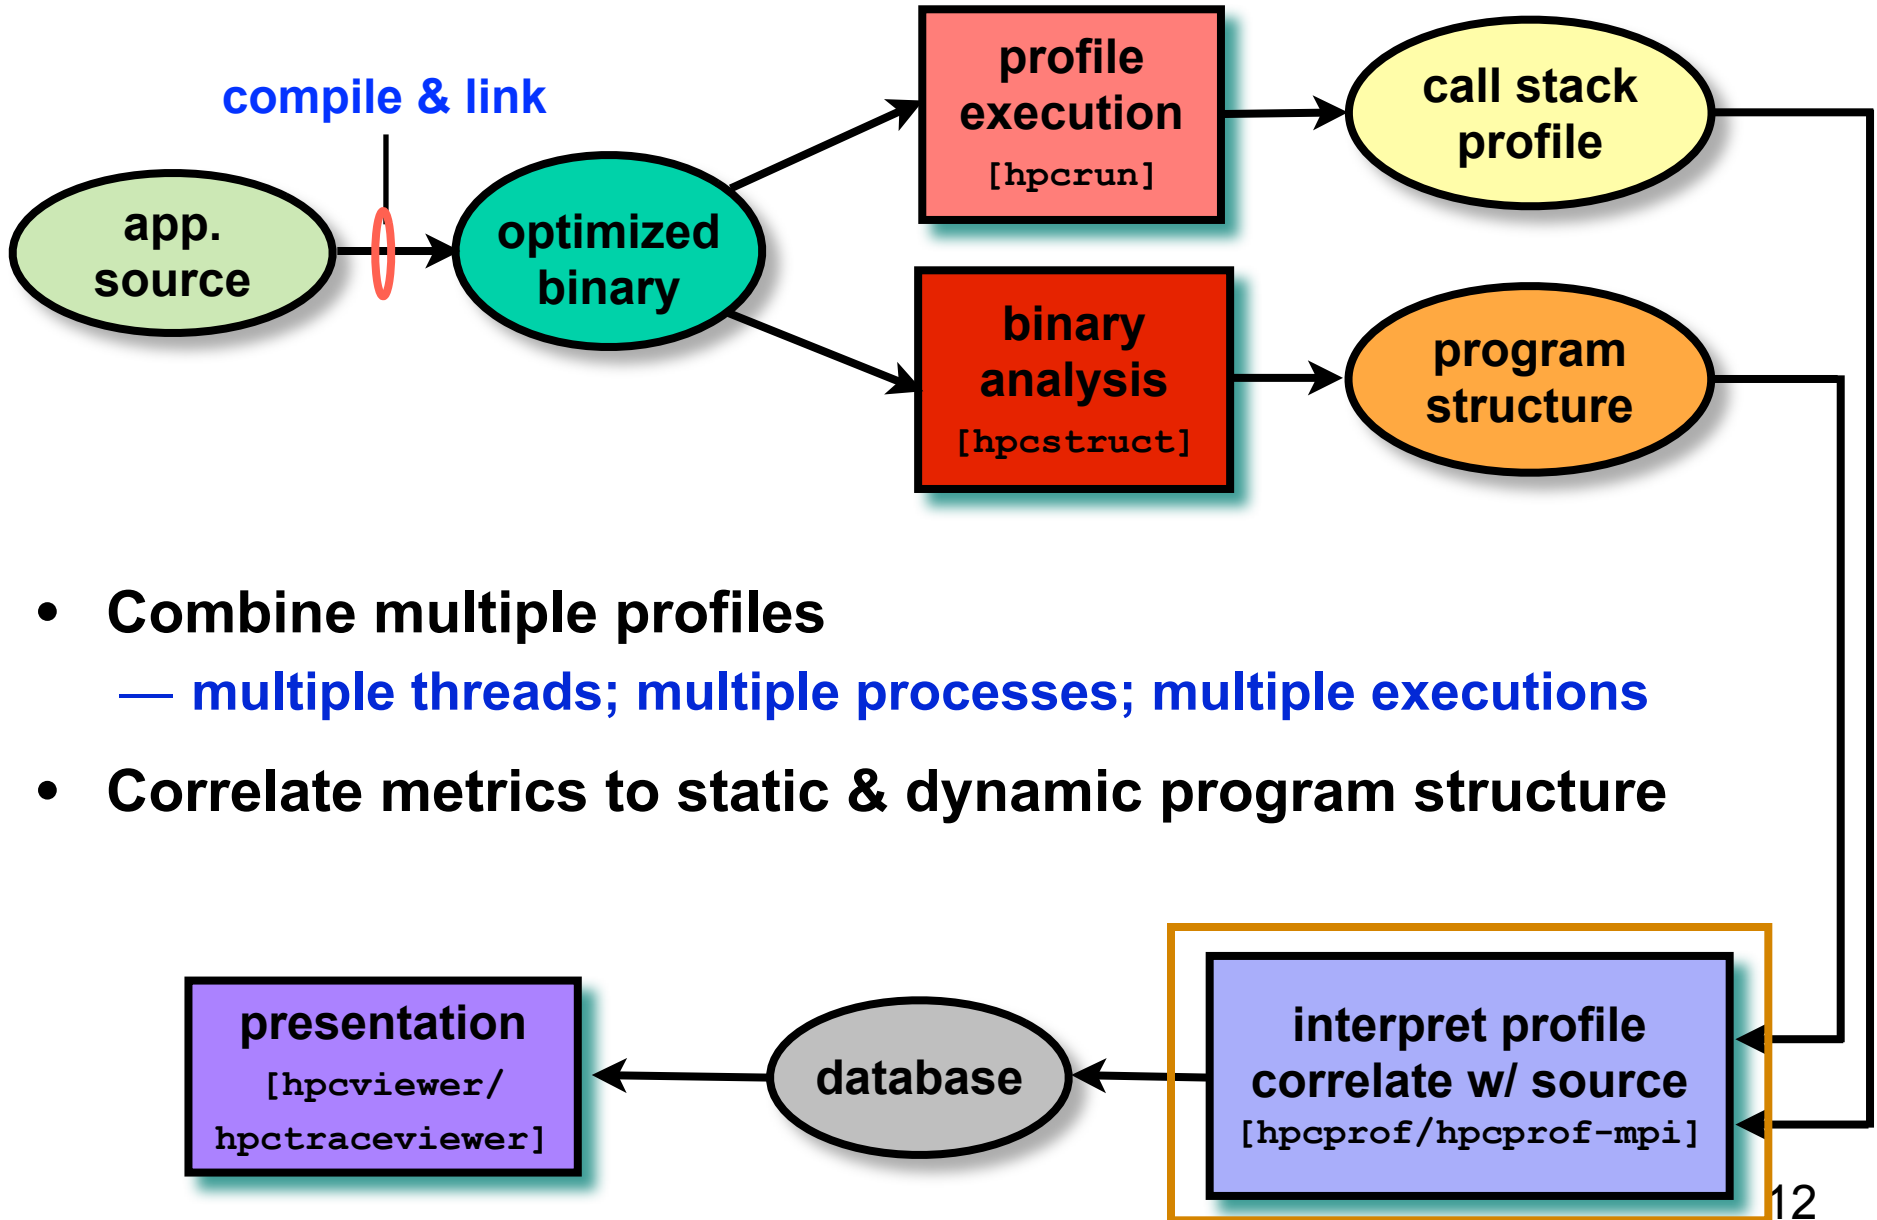 compile & link
app.
source
optimized
binary
profile
execution
[hpcrun]
call stack
profile
binary
analysis
[hpcstruct]
program
structure
• Combine multiple profiles
— multiple threads; multiple processes; multiple executions
• Correlate metrics to static & dynamic program structure
presentation
[hpcviewer/
hpctraceviewer]
database
interpret profile
correlate w/ source
[hpcprof/hpcprof-mpi]
12